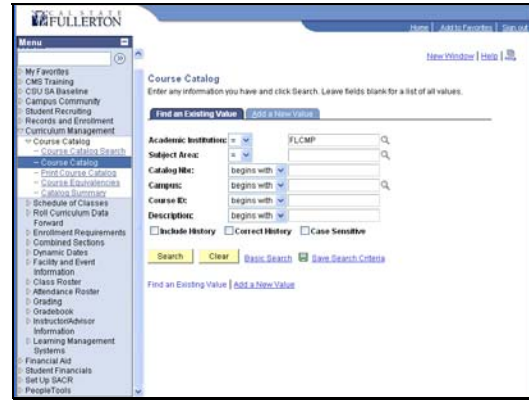 CAL STATE
FULLERTON
Home | Add to Favorites | Sign out
Menu
New Window | Help |
My Favorites
CMS Training
CSU SA Baseline
Campus Community
Student Recruiting
Records and Enrollment
Curriculum Management
Course Catalog
– Course Catalog Search
– Course Catalog
– Print Course Catalog
– Course Equivalencies
– Catalog Summary
Schedule of Classes
Roll Curriculum Data
Forward
Enrollment Requirements
Combined Sections
Dynamic Dates
Facility and Event
Information
Class Roster
Attendance Roster
Grading
Gradebook
Instructor/Advisor
Information
Learning Management
Systems
Financial Aid
Student Financials
Set Up SACR
PeopleTools
Course Catalog
Enter any information you have and click Search. Leave fields blank for a list of all values.
Find an Existing Value Add a New Value
Academic Institution: = FLCMP
Subject Area: =
Catalog Nbr: begins with
Campus: begins with
Course ID: begins with
Description: begins with
Include History Correct History Case Sensitive
Search Clear Basic Search Save Search Criteria
Find an Existing Value | Add a New Value